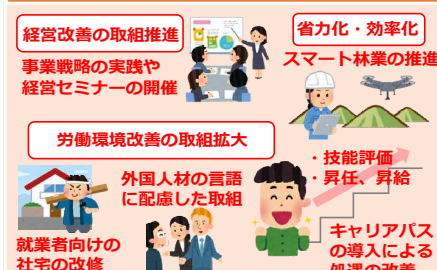 経営改善の取組推進
事業戦略の実践や
経営セミナーの開催
省力化・効率化
スマート林業の推進
労働環境改善の取組拡大
就業者向けの
社宅の改修
外国人材の言語
に配慮した取組
・技能評価
・昇任、昇給
キャリアパス
の導入による
処遇の改善